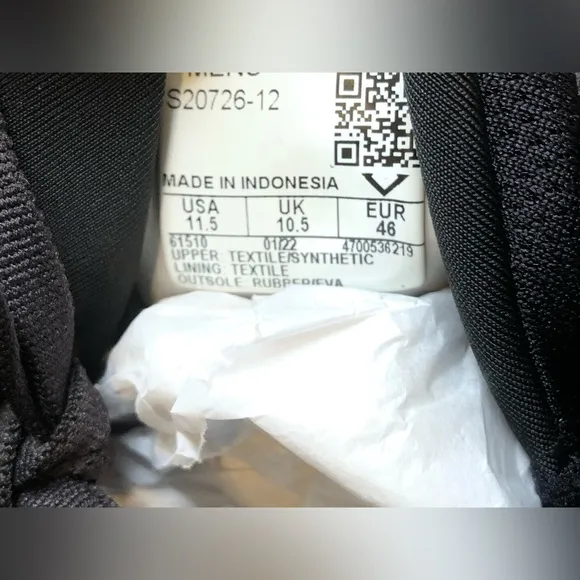 MENS
S20726-12
MADE IN INDONESIA
USA UK EUR
11.5 10.5 46
61510 01/22 4700536219
UPPER: TEXTILE/SYNTHETIC
LINING: TEXTILE
OUTSOLE: RUBBER/EVA